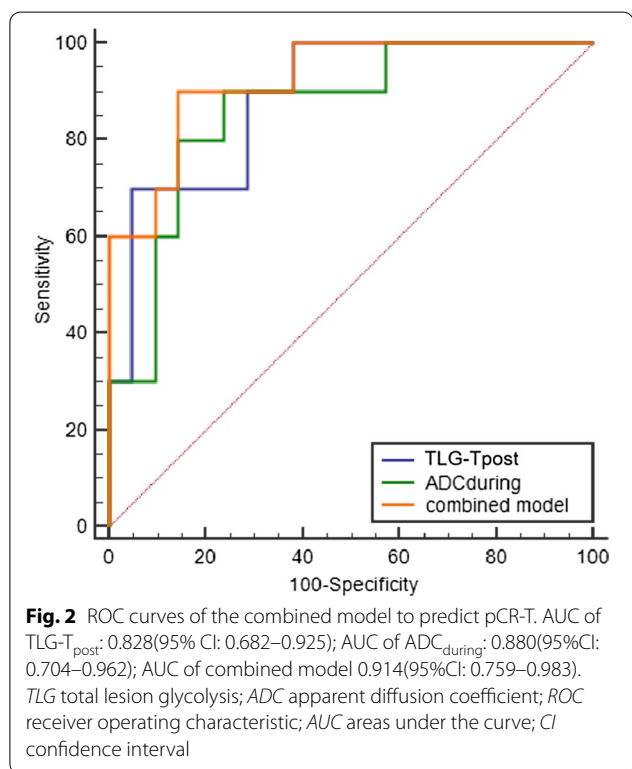 100
80
60
40
20
0
Sensitivity
TLG-Tpost
ADCduring
combined model
0 20 40 60 80 100
100-Specificity
Fig. 2 ROC curves of the combined model to predict pCR-T. AUC of
TLG-Tpost: 0.828(95% CI: 0.682–0.925); AUC of ADCduring: 0.880(95%CI:
0.704–0.962); AUC of combined model 0.914(95%CI: 0.759–0.983).
TLG total lesion glycolysis; ADC apparent diffusion coefficient; ROC
receiver operating characteristic; AUC areas under the curve; CI
confidence interval